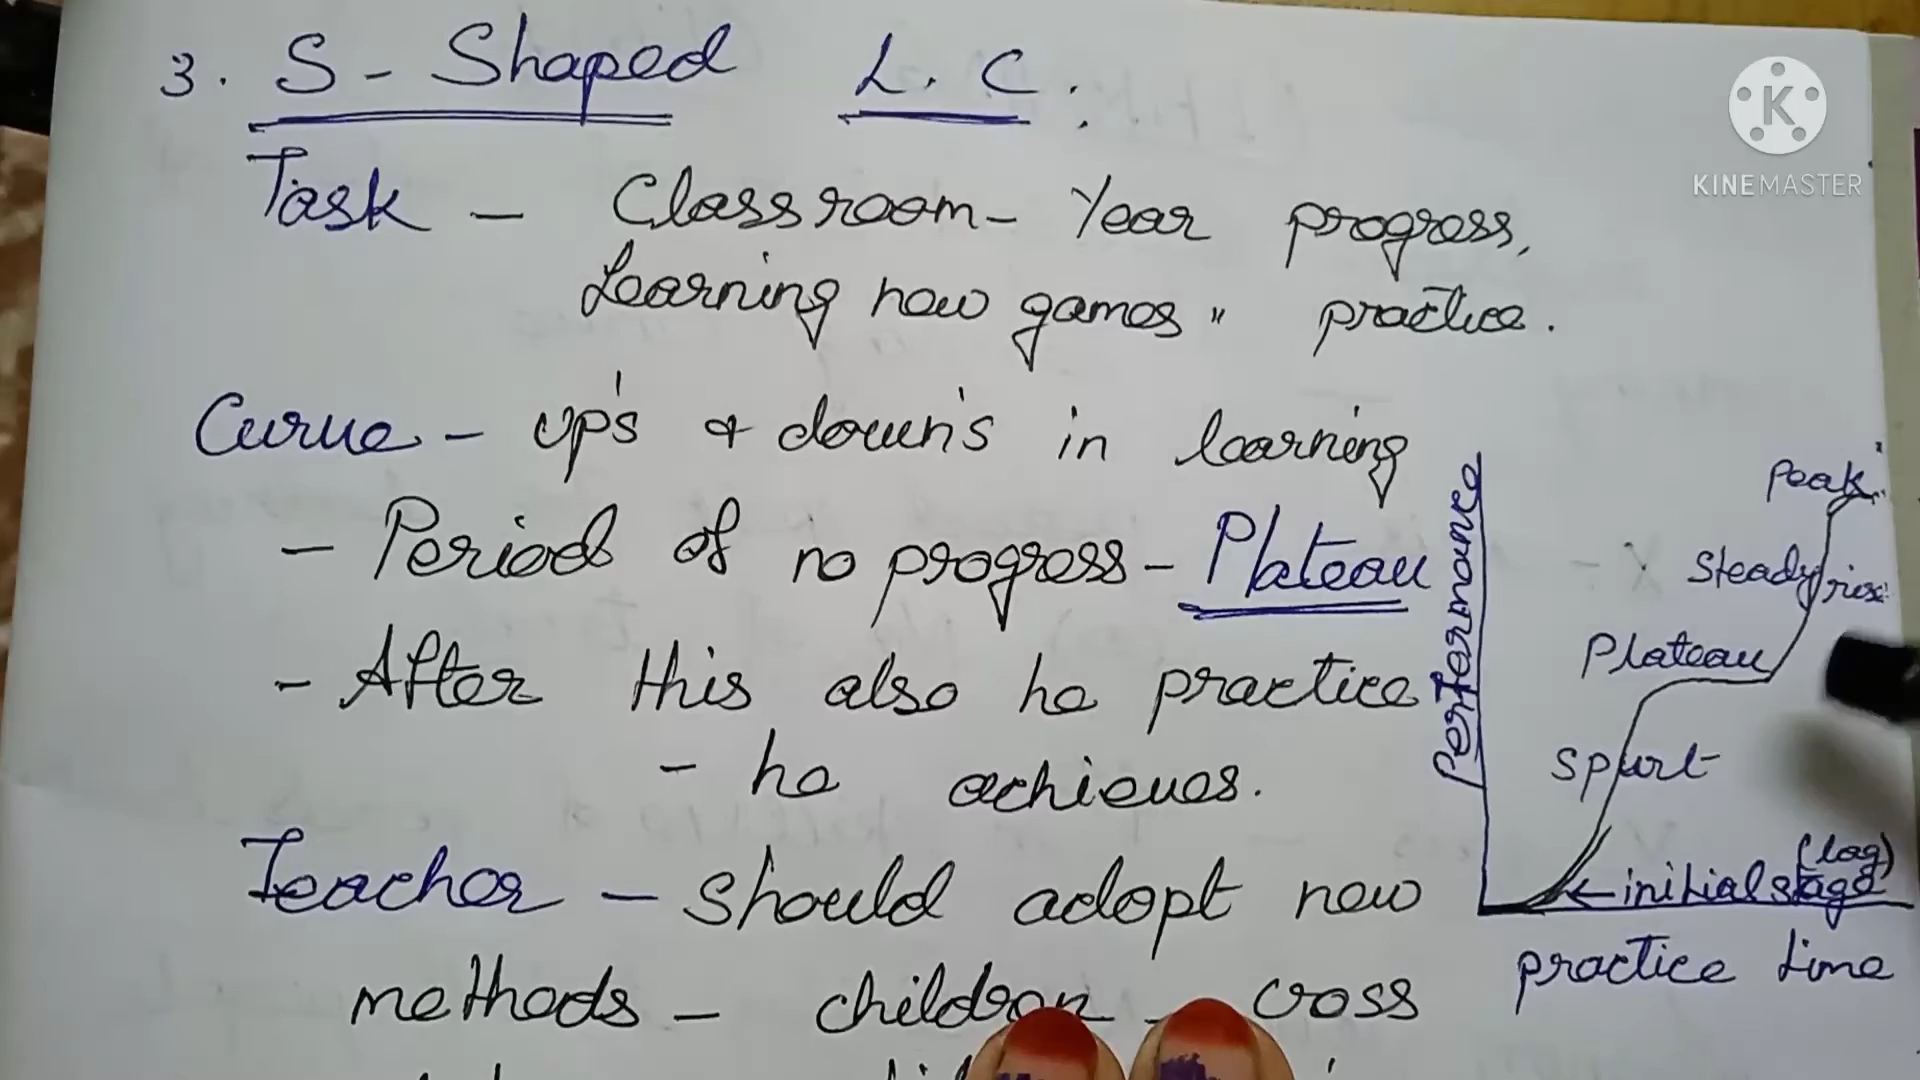 3. S - Shaped L. C.:
Task - Classroom - Year progress,
Learning new games " practice.
Curve - up's & down's in learning
- Period of no progress - Plateau
- After this also he practice
- he achieves.
Teacher - should adopt new
methods - children - cross
Performance
Peak
Steady rise
Plateau
Spurt
(lag)
← initial stage
practice time
KINEMASTER